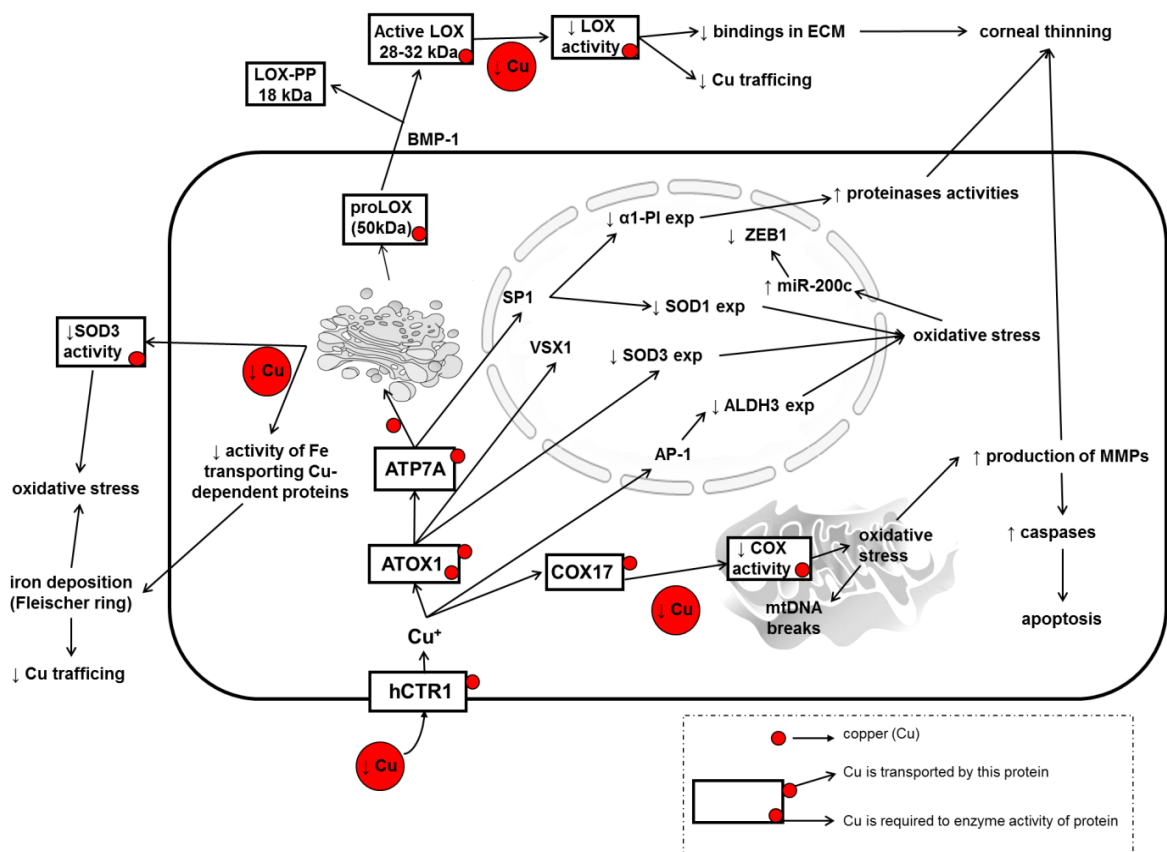 Active LOX
28-32 kDa
↓ LOX
activity
↓ Cu
↓ bindings in ECM
corneal thinning
↓ Cu trafficing
LOX-PP
18 kDa
BMP-1
proLOX
(50kDa)
↓ α1-PI exp
↑ proteinases activities
↓ ZEB1
↑ miR-200c
SP1
↓ SOD1 exp
oxidative stress
VSX1
↓ SOD3 exp
↓SOD3
activity
↓ Cu
↓ ALDH3 exp
AP-1
↓ activity of Fe
transporting Cu-
dependent proteins
ATP7A
↑ production of MMPs
oxidative stress
ATOX1
COX17
↓ Cu
↓ COX
activity
oxidative
stress
mtDNA
breaks
↑ caspases
apoptosis
iron deposition
(Fleischer ring)
↓ Cu trafficing
Cu⁺
hCTR1
↓ Cu
copper (Cu)
Cu is transported by this protein
Cu is required to enzyme activity of protein